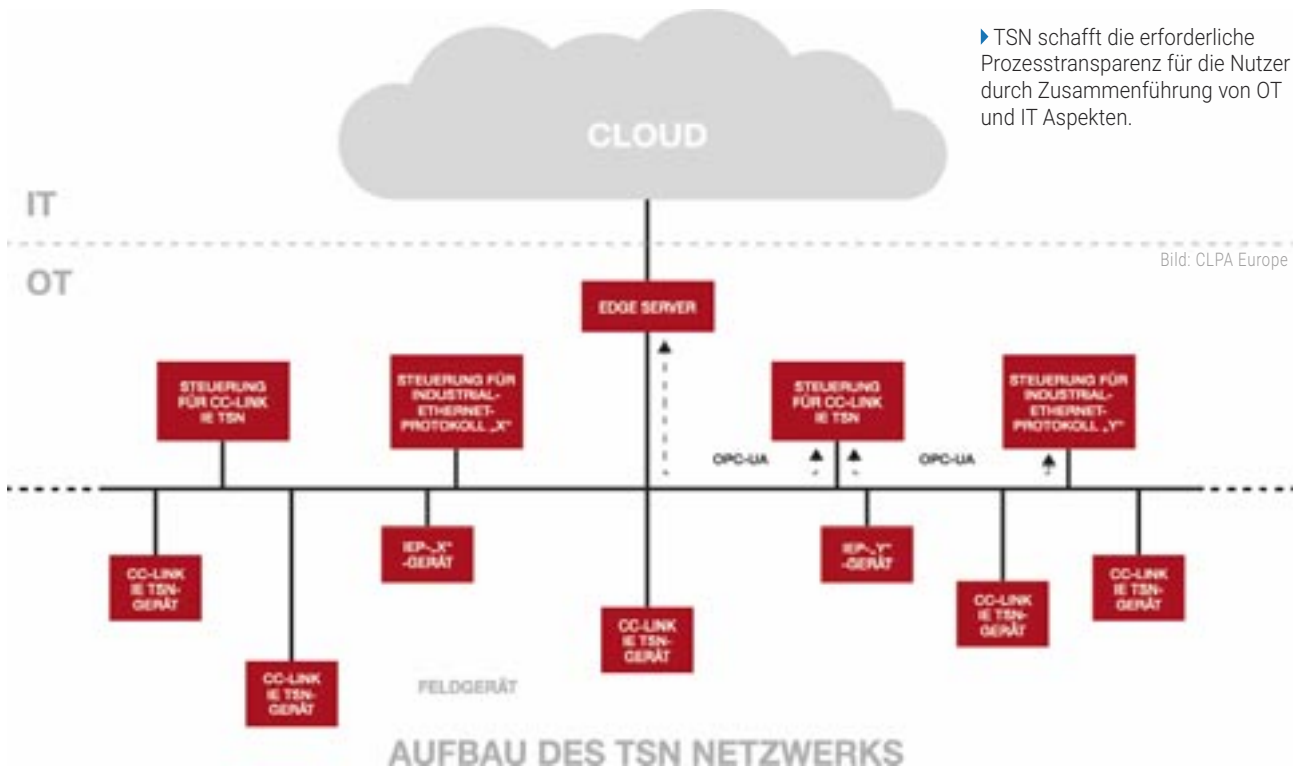 TSN schafft die erforderliche
Prozesstransparenz für die Nutzer
durch Zusammenführung von OT
und IT Aspekten.
CLOUD
IT
Bild: CLPA Europe
OT
EDGE SERVER
STEUERUNG
FÜR CC-LINK
IE TSN
STEUERUNG FÜR
INDUSTRIAL-
ETHERNET-
PROTOKOLL „X“
STEUERUNG
FÜR CC-LINK
IE TSN
STEUERUNG FÜR
INDUSTRIAL-
ETHERNET-
PROTOKOLL „Y“
OPC-UA
OPC-UA
CC-LINK
IE TSN-
GERÄT
CC-LINK
IE TSN-
GERÄT
IEP-„X“
-GERÄT
CC-LINK
IE TSN-
GERÄT
IEP-„Y“
-GERÄT
CC-LINK
IE TSN-
GERÄT
CC-LINK
IE TSN-
GERÄT
FELDGERÄT
AUFBAU DES TSN NETZWERKS